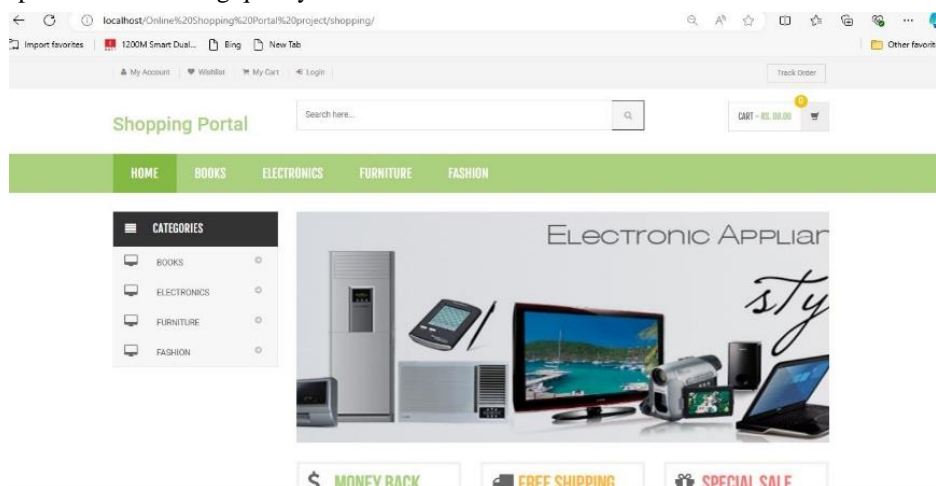 localhost/Online%20Shopping%20Portal%20project/shopping/
Import favorites 1200M Smart Dual... Bing New Tab Other favorit
My Account Wishlist My Cart Login Track Order
Shopping Portal
Search here...
0
CART - RS. 00.00
HOME BOOKS ELECTRONICS FURNITURE FASHION
CATEGORIES
BOOKS
ELECTRONICS
FURNITURE
FASHION
Electronic Applian
sty
$ MONEY BACK FREE SHIPPING SPECIAL SALE